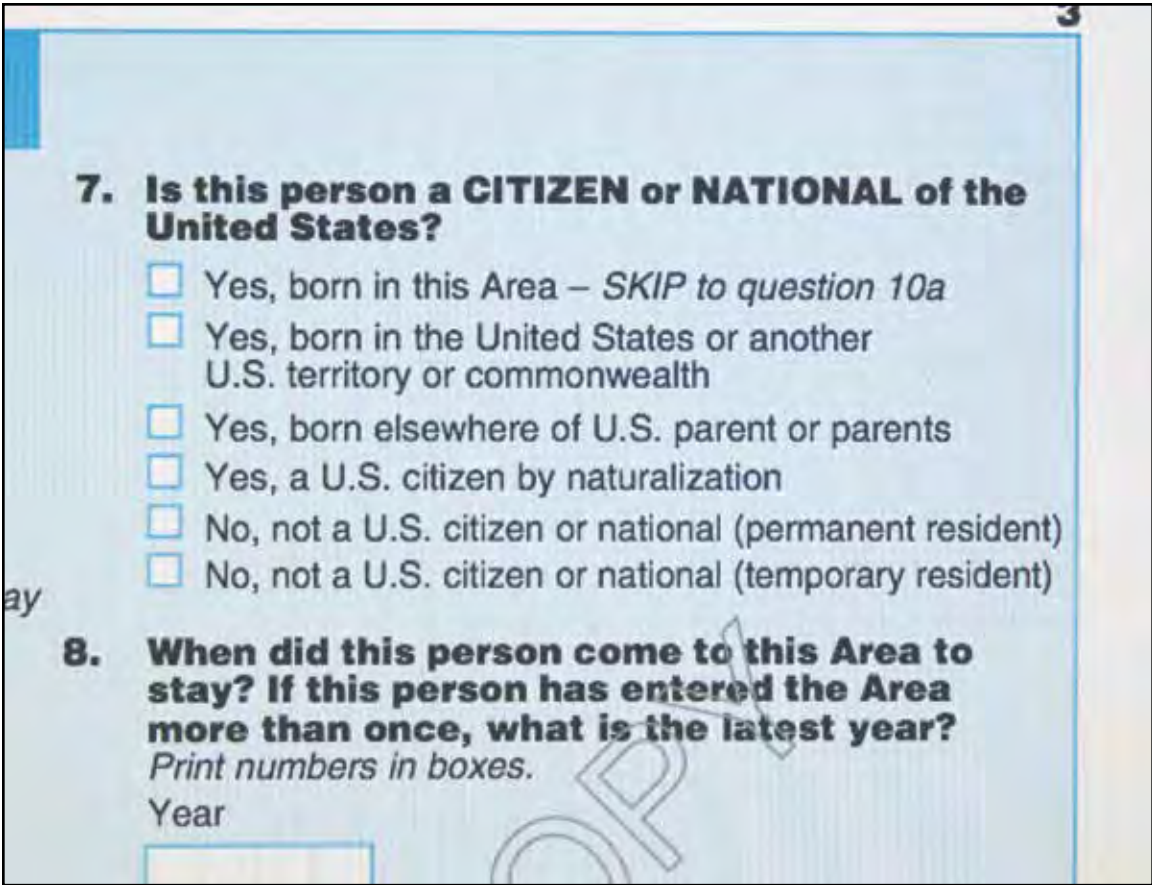 3
7. Is this person a CITIZEN or NATIONAL of the
United States?
Yes, born in this Area – SKIP to question 10a
Yes, born in the United States or another
U.S. territory or commonwealth
Yes, born elsewhere of U.S. parent or parents
Yes, a U.S. citizen by naturalization
No, not a U.S. citizen or national (permanent resident)
No, not a U.S. citizen or national (temporary resident)
ay
8. When did this person come to this Area to
stay? If this person has entered the Area
more than once, what is the latest year?
Print numbers in boxes.
Year
OPY